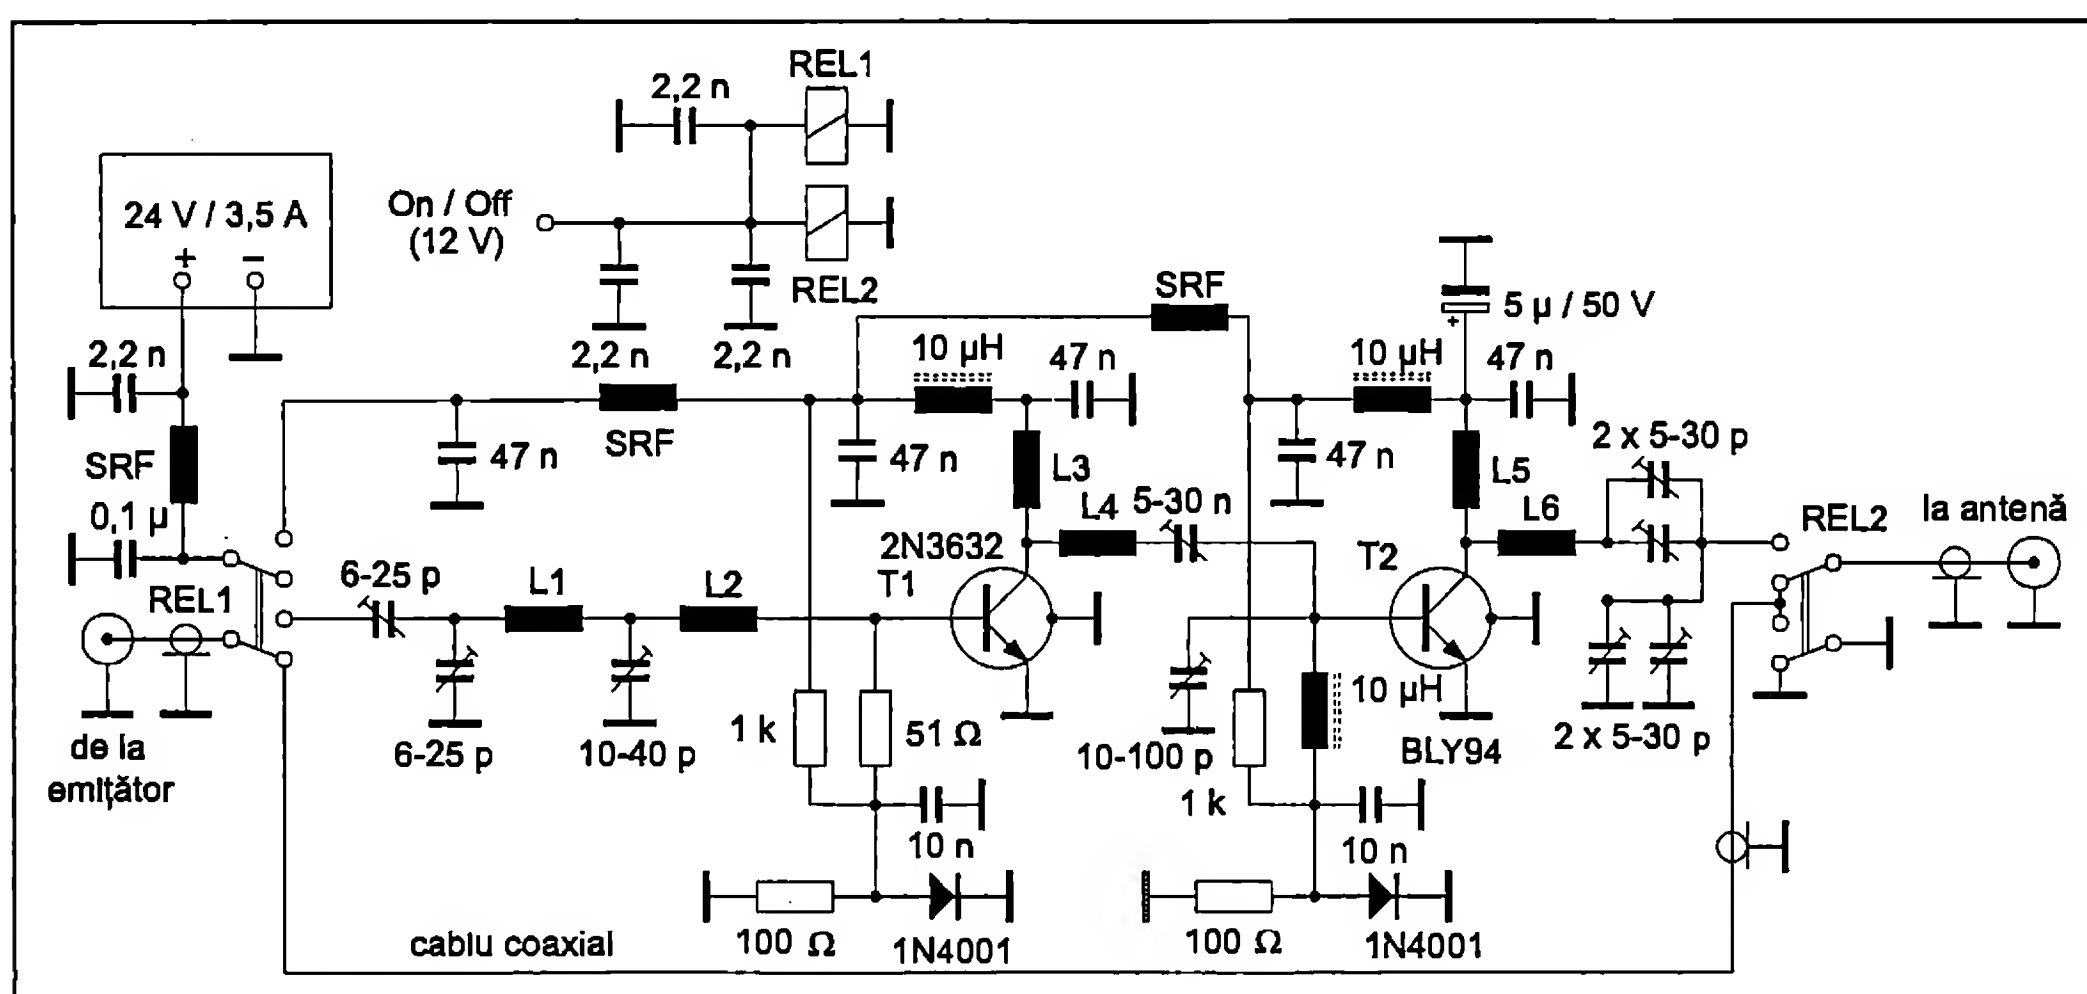 REL1
2,2 n
24 V / 3,5 A
+ −
On / Off
(12 V)
REL2
2,2 n
2,2 n
2,2 n
SRF
0,1 µ
REL1
de la
emițător
SRF
47 n
6-25 p
L1
L2
6-25 p
10-40 p
10 µH
47 n
47 n
L3
L4
5-30 n
2N3632
T1
1 k
51 Ω
10 n
100 Ω
1N4001
SRF
5 µ / 50 V
+
10 µH
47 n
47 n
L5
L6
2 x 5-30 p
T2
BLY94
10 µH
10-100 p
1 k
10 n
100 Ω
1N4001
2 x 5-30 p
REL2
la antenă
cablu coaxial